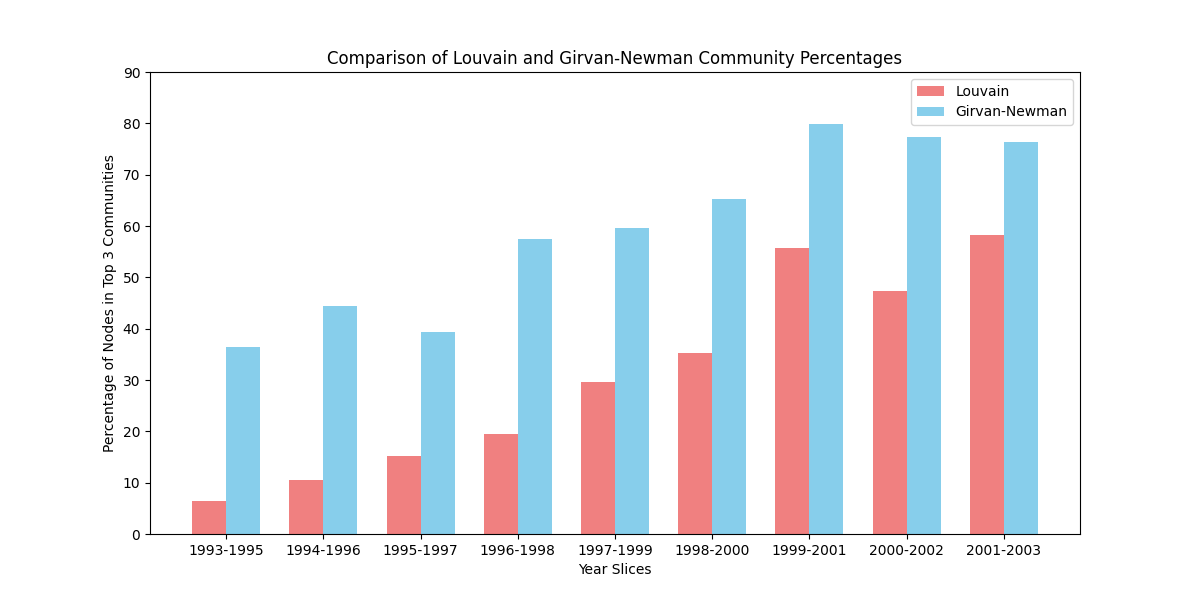 Comparison of Louvain and Girvan-Newman Community Percentages
Louvain
Girvan-Newman
Percentage of Nodes in Top 3 Communities
90
80
70
60
50
40
30
20
10
0
1993-1995 1994-1996 1995-1997 1996-1998 1997-1999 1998-2000 1999-2001 2000-2002 2001-2003
Year Slices